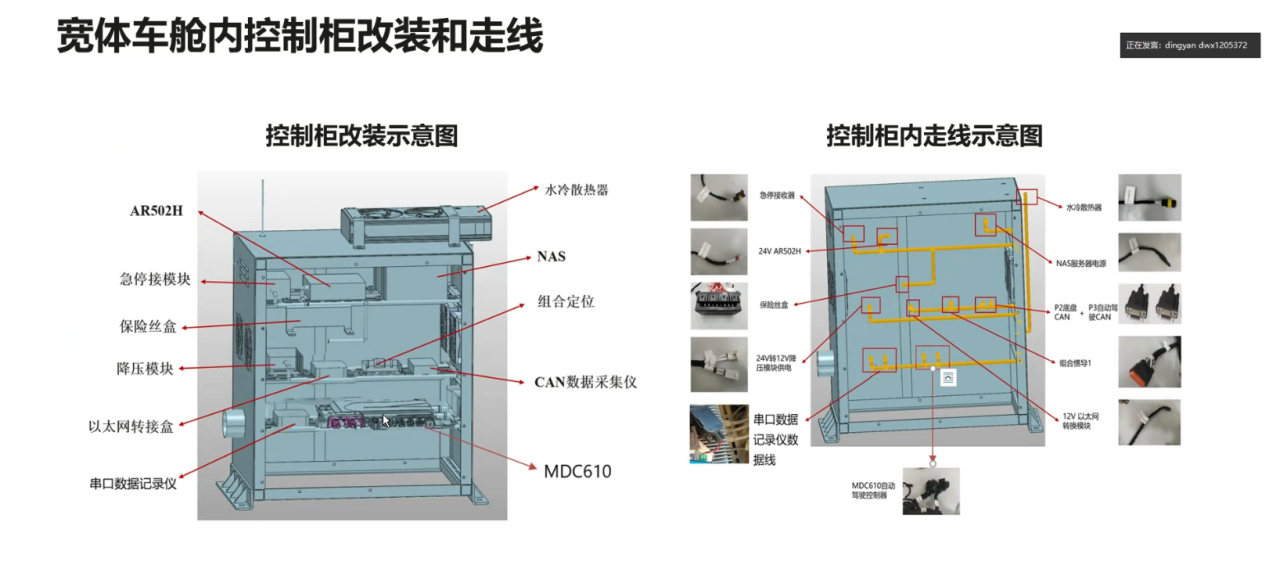 宽体车舱内控制柜改装和走线
正在发言: dingyan dwx1205372
控制柜改装示意图
AR502H
急停接模块
保险丝盒
降压模块
以太网转接盒
串口数据记录仪
水冷散热器
NAS
组合定位
CAN数据采集仪
MDC610
控制柜内走线示意图
急停接收器
24V AR502H
保险丝盒
24V转12V降
压模块供电
串口数据
记录仪数
据线
MDC610自动
驾驶控制器
水冷散热器
NAS服务器电源
P2底盘
CAN
+
P3自动驾
驶CAN
组合惯导1
12V 以太网
转换模块